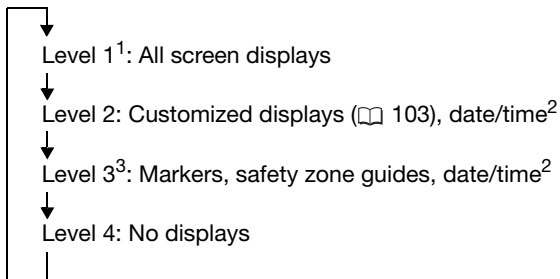 Level 1¹: All screen displays
Level 2: Customized displays (📖 103), date/time²
Level 3³: Markers, safety zone guides, date/time²
Level 4: No displays